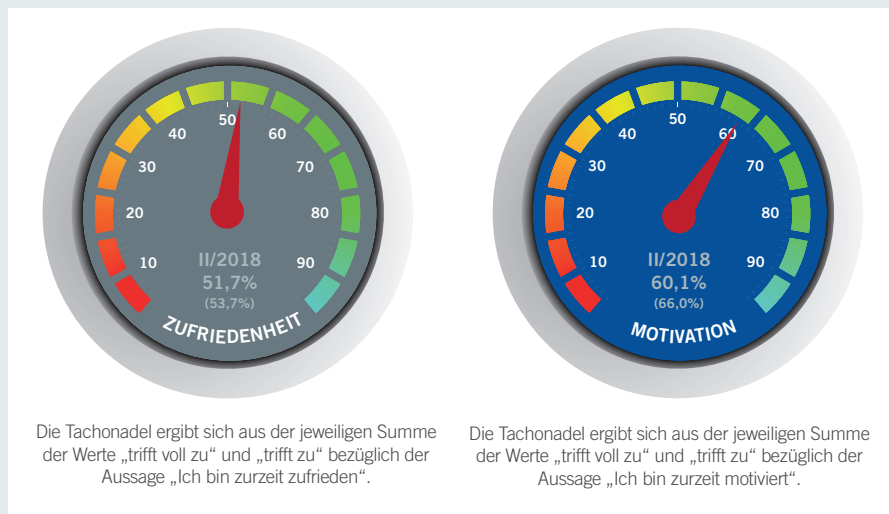 50
40
60
30
70
20
80
10
90
II/2018
51,7%
(53,7%)
ZUFRIEDENHEIT
Die Tachonadel ergibt sich aus der jeweiligen Summe
der Werte „trifft voll zu“ und „trifft zu“ bezüglich der
Aussage „Ich bin zurzeit zufrieden“.
50
40
60
30
70
20
80
10
90
II/2018
60,1%
(66,0%)
MOTIVATION
Die Tachonadel ergibt sich aus der jeweiligen Summe
der Werte „trifft voll zu“ und „trifft zu“ bezüglich der
Aussage „Ich bin zurzeit motiviert“.